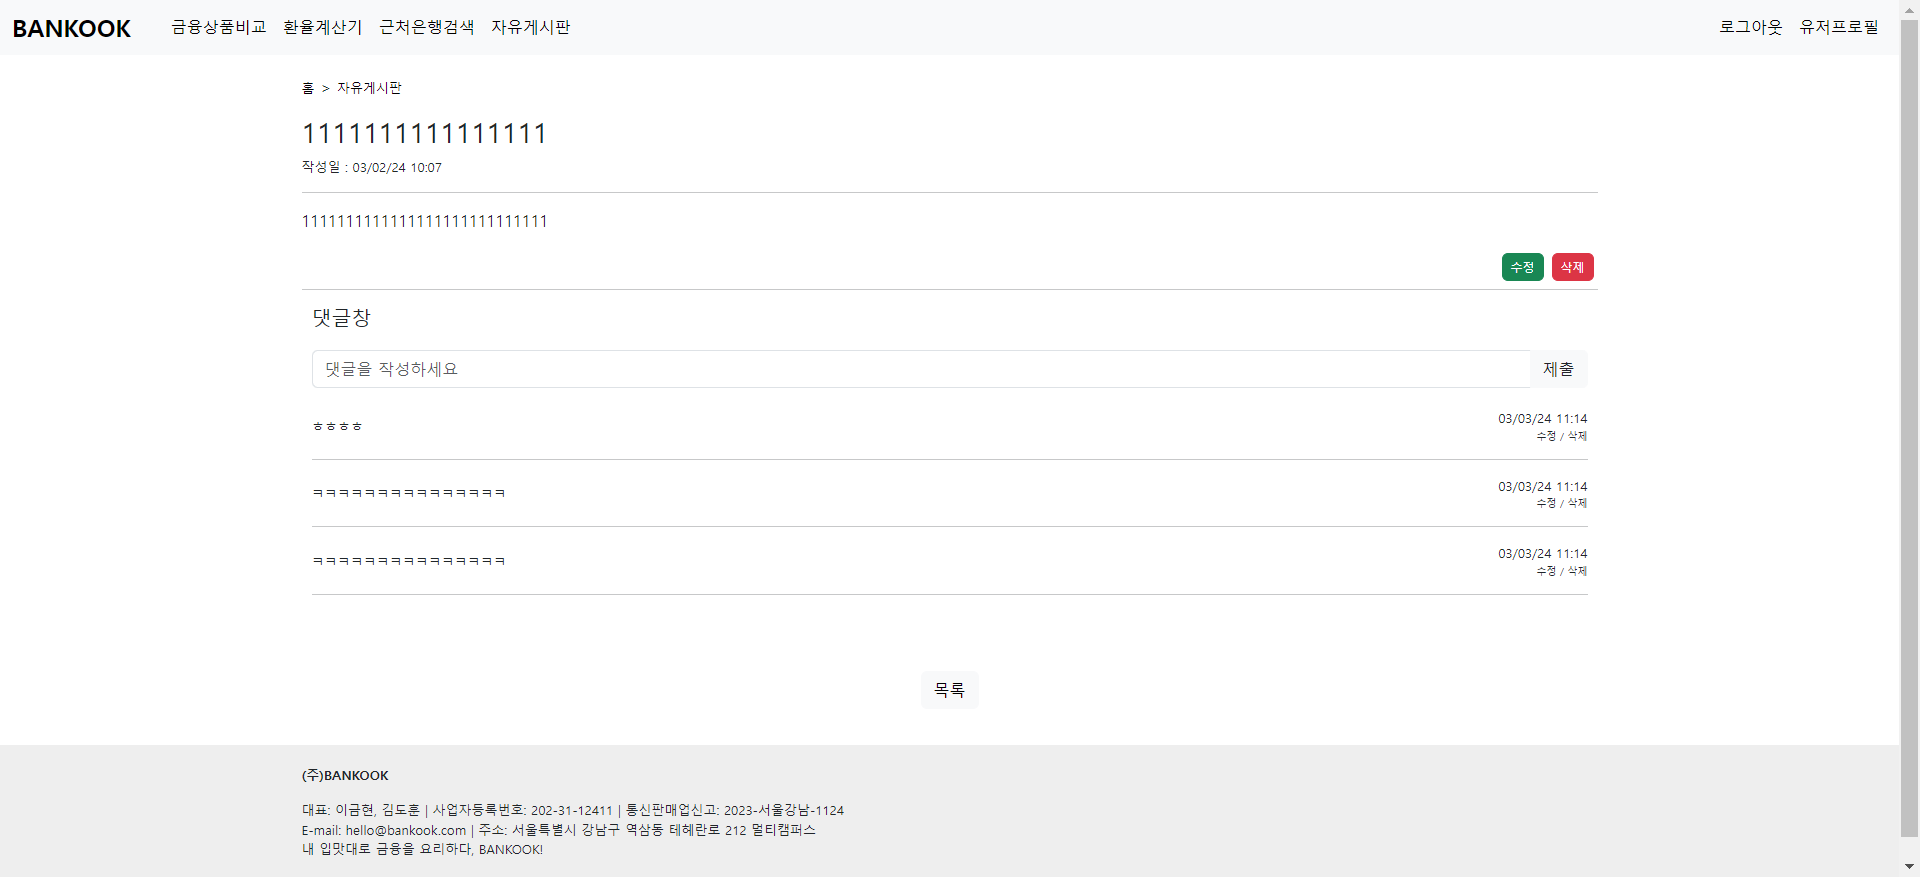 BANKOOK 금융상품비교 환율계산기 근처은행검색 자유게시판 로그아웃 유저프로필
홈 > 자유게시판
1111111111111111
작성일 : 03/02/24 10:07
1111111111111111111111111111
수정 삭제
댓글창
댓글을 작성하세요 제출
ㅎㅎㅎㅎ 03/03/24 11:14
수정 / 삭제
ㅋㅋㅋㅋㅋㅋㅋㅋㅋㅋㅋㅋㅋㅋㅋ 03/03/24 11:14
수정 / 삭제
ㅋㅋㅋㅋㅋㅋㅋㅋㅋㅋㅋㅋㅋㅋㅋ 03/03/24 11:14
수정 / 삭제
목록
(주)BANKOOK
대표: 이금현, 김도훈 | 사업자등록번호: 202-31-12411 | 통신판매업신고: 2023-서울강남-1124
E-mail: hello@bankook.com | 주소: 서울특별시 강남구 역삼동 테헤란로 212 멀티캠퍼스
내 입맛대로 금융을 요리하다, BANKOOK!